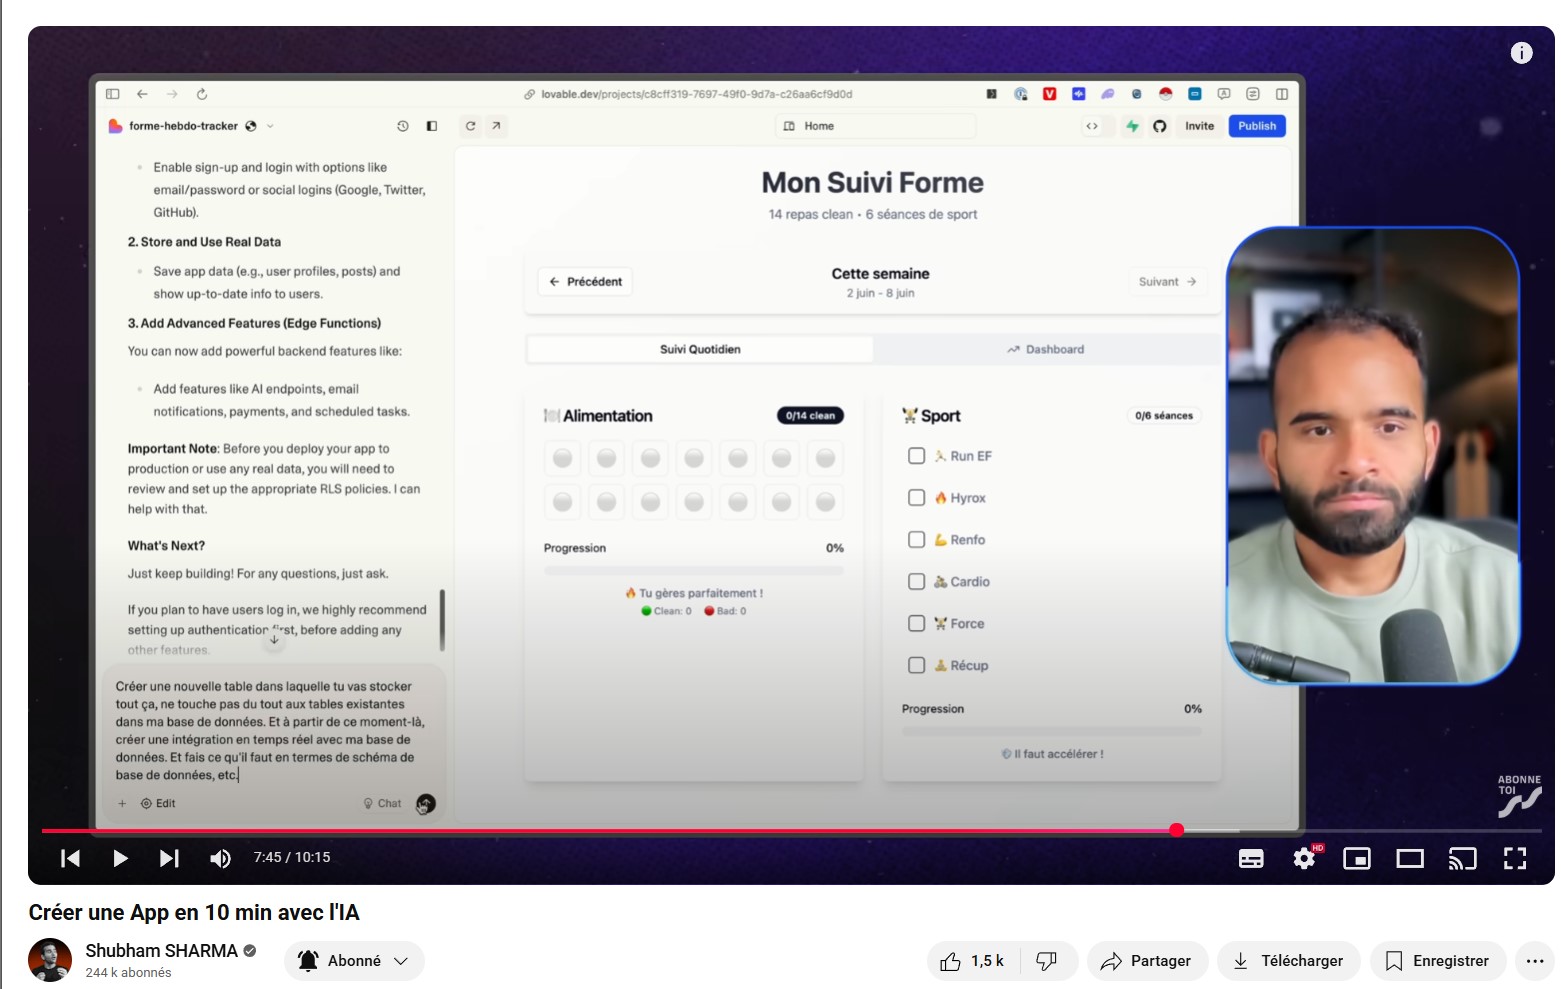 lovable.dev/projects/c8cff319-7697-49f0-9d7a-c26aa6cf9d0d
forme-hebdo-tracker
Home
Invite
Publish
Enable sign-up and login with options like
email/password or social logins (Google, Twitter,
GitHub).
2. Store and Use Real Data
Save app data (e.g., user profiles, posts) and
show up-to-date info to users.
3. Add Advanced Features (Edge Functions)
You can now add powerful backend features like:
Add features like AI endpoints, email
notifications, payments, and scheduled tasks.
Important Note: Before you deploy your app to
production or use any real data, you will need to
review and set up the appropriate RLS policies. I can
help with that.
What's Next?
Just keep building! For any questions, just ask.
If you plan to have users log in, we highly recommend
setting up authentication first, before adding any
other features.
Créer une nouvelle table dans laquelle tu vas stocker
tout ça, ne touche pas du tout aux tables existantes
dans ma base de données. Et à partir de ce moment-là,
créer une intégration en temps réel avec ma base de
données. Et fais ce qu'il faut en termes de schéma de
base de données, etc.
Edit
Chat
Mon Suivi Forme
14 repas clean • 6 séances de sport
Précédent
Cette semaine
2 juin - 8 juin
Suivant
Suivi Quotidien
Dashboard
Alimentation
0/14 clean
Progression
0%
Tu gères parfaitement !
Clean: 0
Bad: 0
Sport
0/6 séances
Run EF
Hyrox
Renfo
Cardio
Force
Récup
Progression
0%
Il faut accélérer !
ABONNE
TOI
7:45 / 10:15
HD
Créer une App en 10 min avec l'IA
Shubham SHARMA
244 k abonnés
Abonné
1,5 k
Partager
Télécharger
Enregistrer